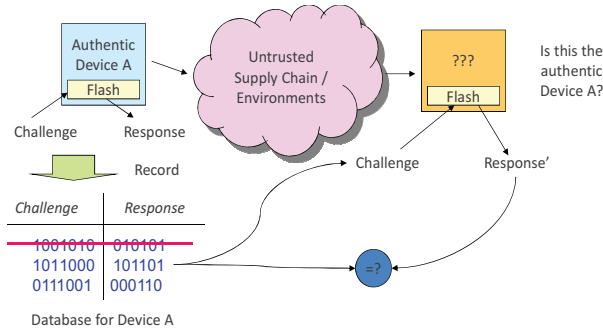 Authentic
Device A
Flash
Challenge
Response
Record
Untrusted
Supply Chain /
Environments
???
Flash
Is this the
authentic
Device A?
Challenge
Response'
Challenge Response
1001010 010101
1011000 101101
0111001 000110
=?
Database for Device A